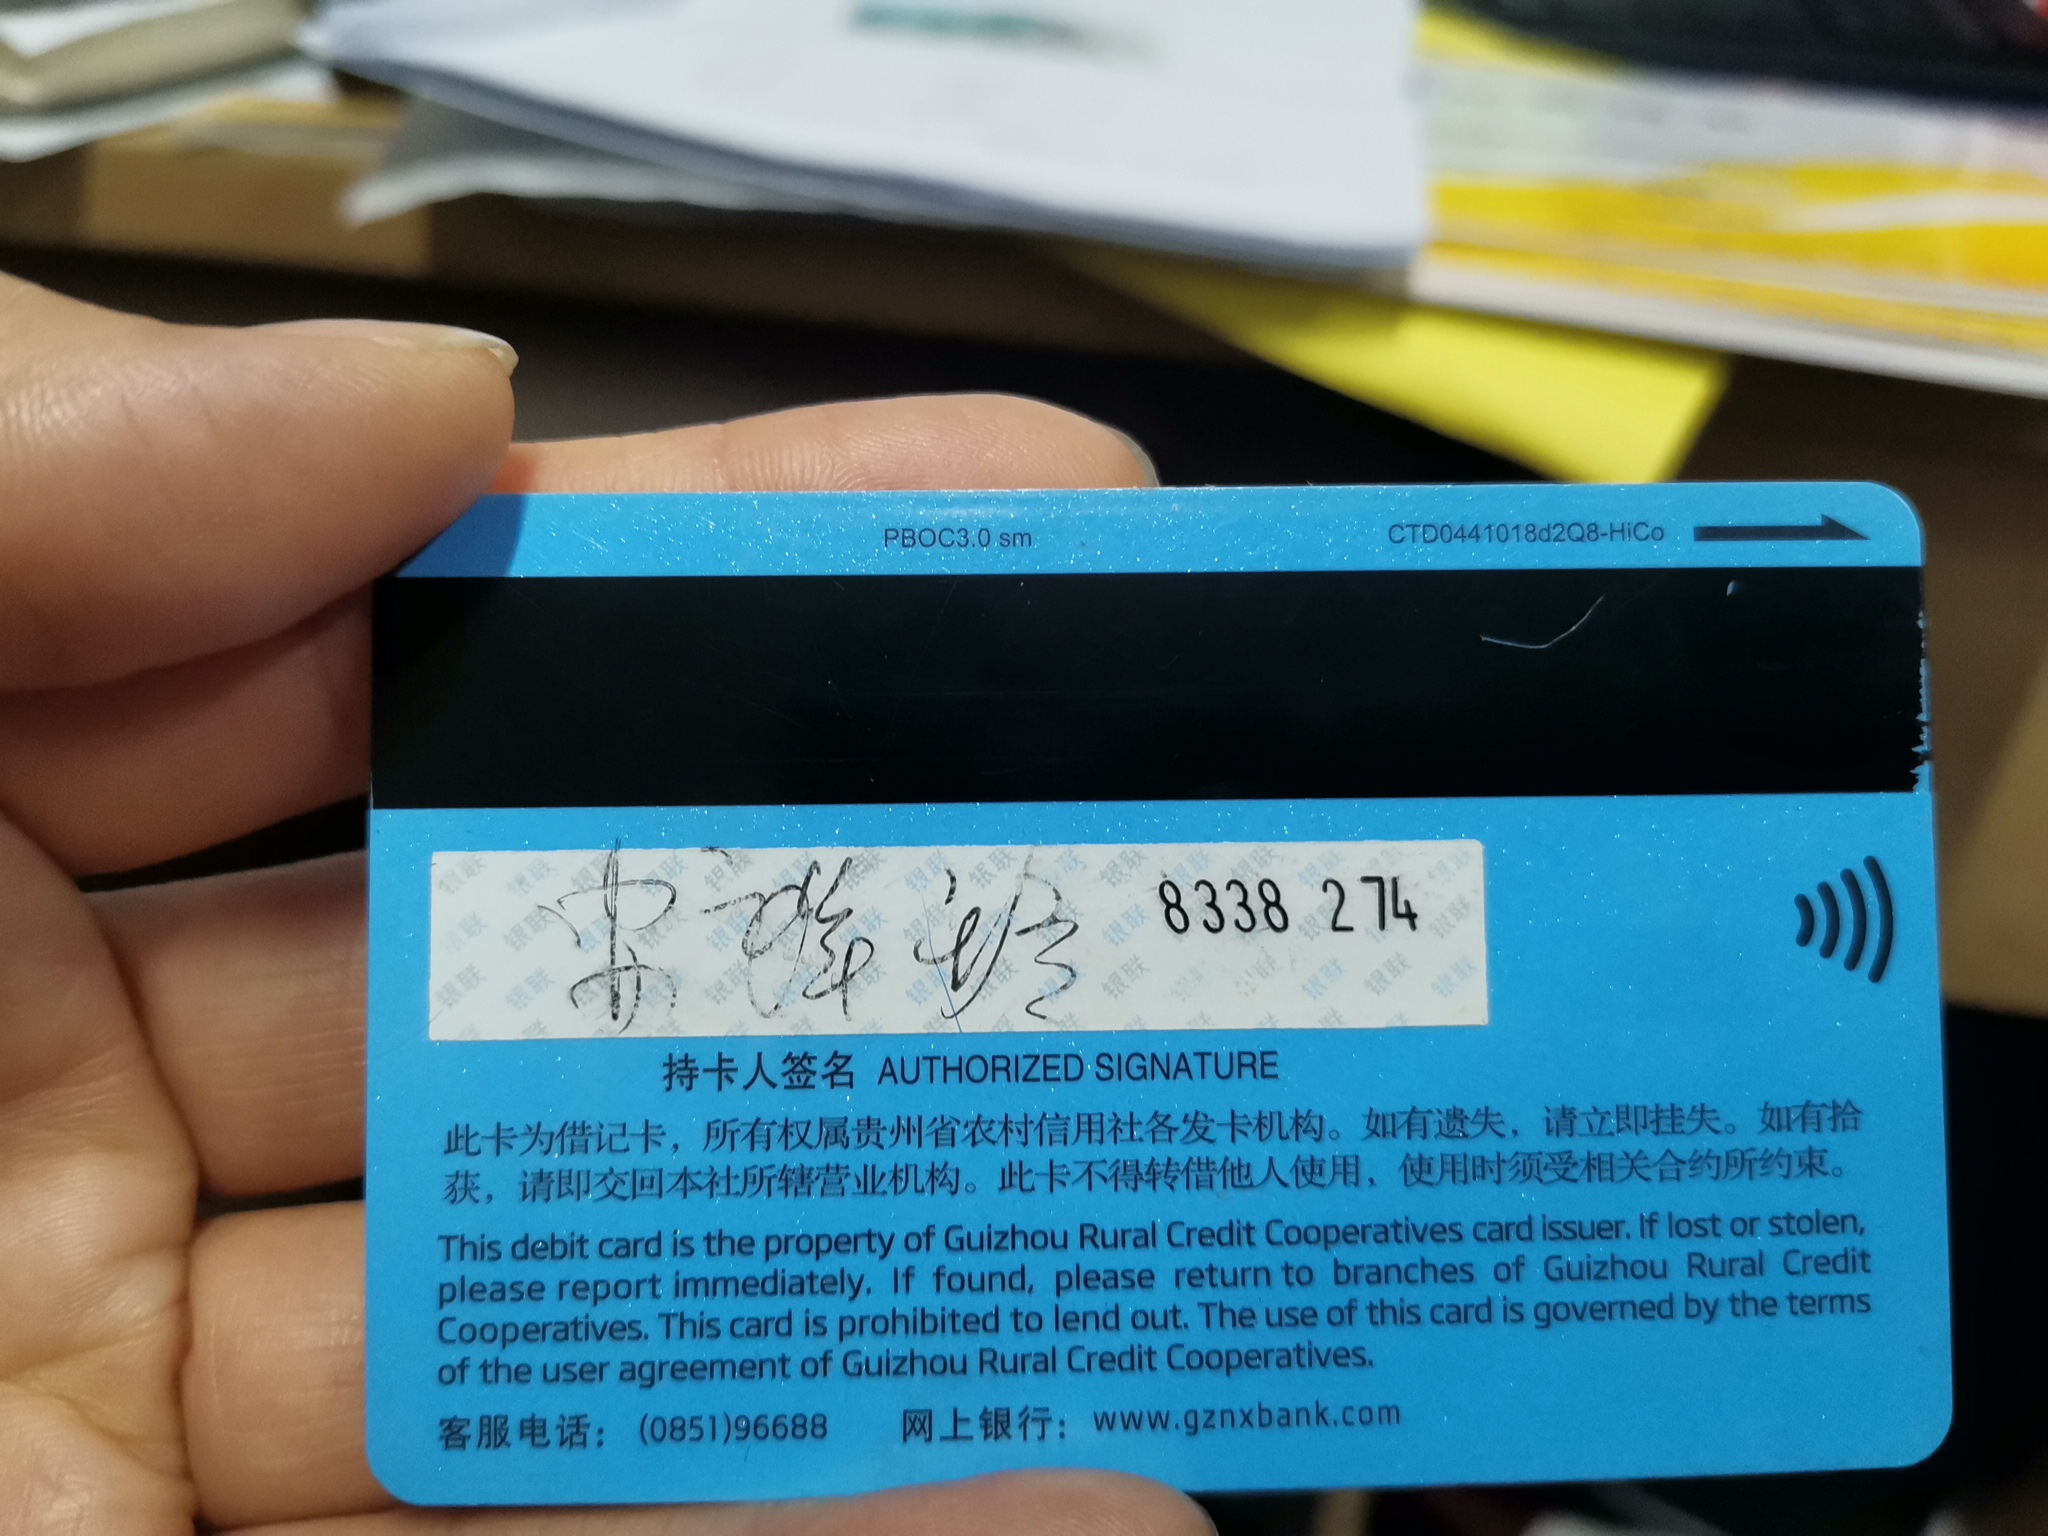 PBOC3.0 sm CTD0441018d2Q8-HiCo
8338 274
持卡人签名 AUTHORIZED SIGNATURE
此卡为借记卡，所有权属贵州省农村信用社各发卡机构。如有遗失，请立即挂失。如有拾
获，请即交回本社所辖营业机构。此卡不得转借他人使用，使用时须受相关合约所约束。
This debit card is the property of Guizhou Rural Credit Cooperatives card issuer. If lost or stolen,
please report immediately. If found, please return to branches of Guizhou Rural Credit
Cooperatives. This card is prohibited to lend out. The use of this card is governed by the terms
of the user agreement of Guizhou Rural Credit Cooperatives.
客服电话：(0851)96688 网上银行：www.gznxbank.com